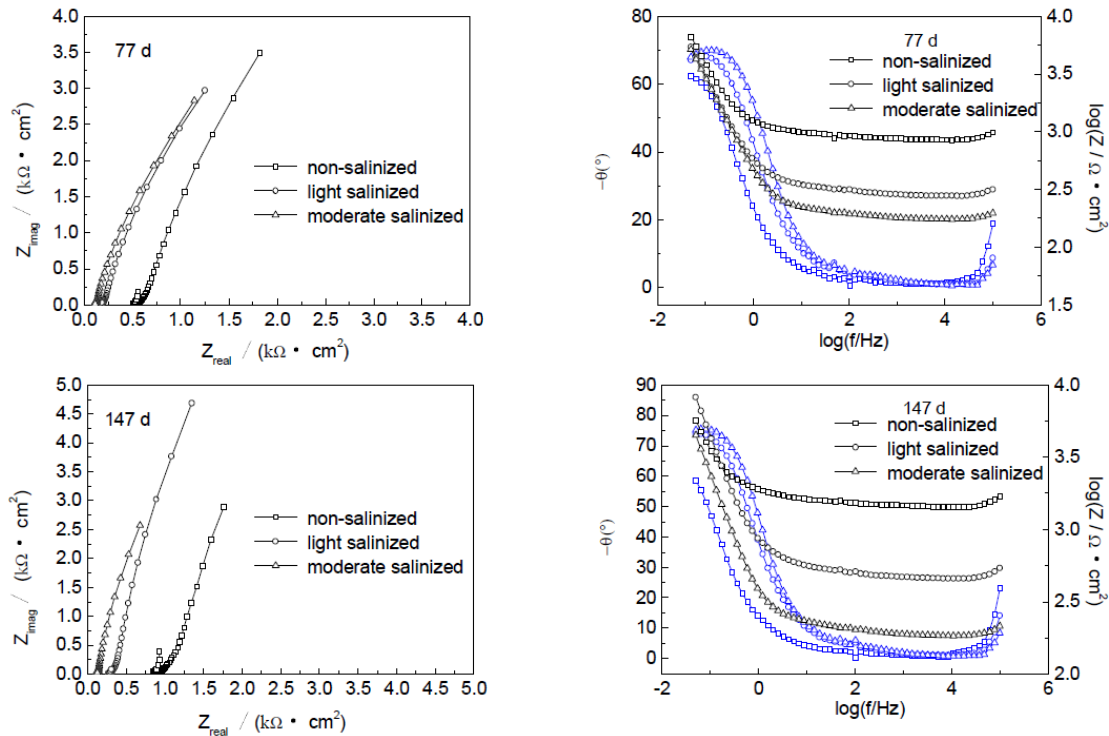 4.0
3.5
3.0
2.5
2.0
1.5
1.0
0.5
0.0
77 d
non-salinized
light salinized
moderate salinized
Z_imag / (kΩ • cm²)
0.0 0.5 1.0 1.5 2.0 2.5 3.0 3.5 4.0
Z_real / (kΩ • cm²)
80
60
40
20
0
77 d
non-salinized
light salinized
moderate salinized
−θ(°)
4.0
3.5
3.0
2.5
2.0
1.5
log(Z / Ω • cm²)
-2 0 2 4 6
log(f/Hz)
5.0
4.5
4.0
3.5
3.0
2.5
2.0
1.5
1.0
0.5
0.0
147 d
non-salinized
light salinized
moderate salinized
Z_imag / (kΩ • cm²)
0.0 0.5 1.0 1.5 2.0 2.5 3.0 3.5 4.0 4.5 5.0
Z_real / (kΩ • cm²)
90
80
70
60
50
40
30
20
10
0
147 d
non-salinized
light salinized
moderate salinized
−θ(°)
4.0
3.5
3.0
2.5
2.0
log(Z / Ω • cm²)
-2 0 2 4 6
log(f/Hz)